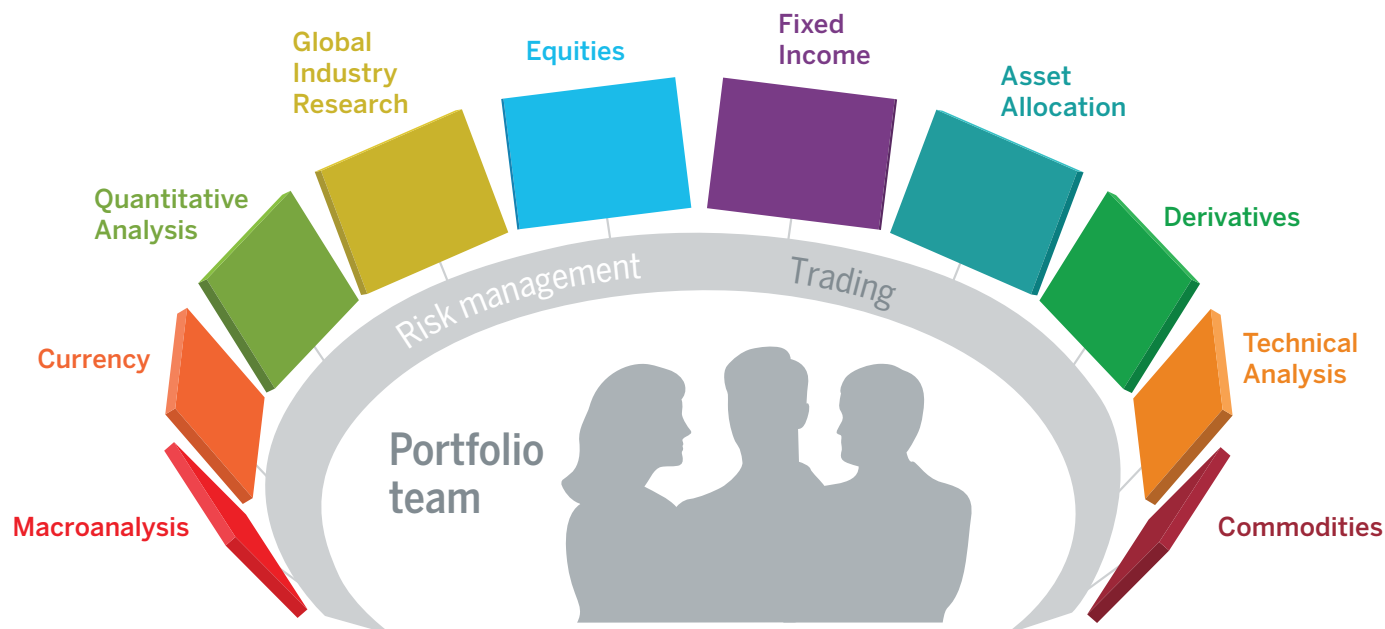 Fixed
Income
Global
Industry
Research
Equities
Asset
Allocation
Quantitative
Analysis
Derivatives
Risk management
Trading
Currency
Technical
Analysis
Portfolio
team
Macroanalysis
Commodities